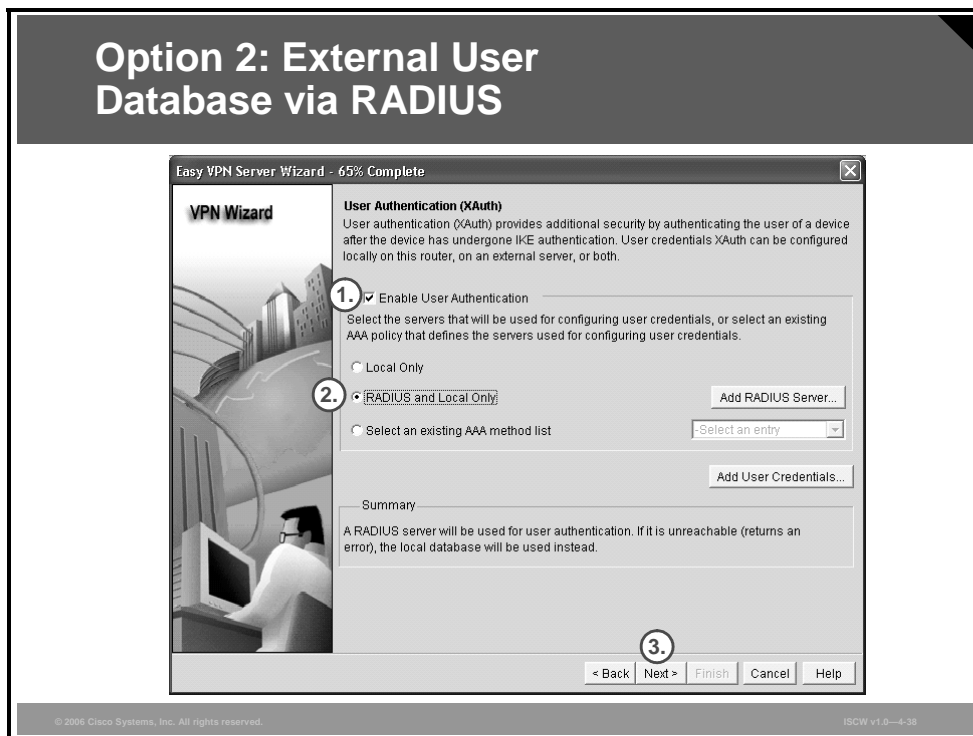 Option 2: External User
Database via RADIUS
Easy VPN Server Wizard - 65% Complete
VPN Wizard
User Authentication (XAuth)
User authentication (XAuth) provides additional security by authenticating the user of a device
after the device has undergone IKE authentication. User credentials XAuth can be configured
locally on this router, on an external server, or both.
1. Enable User Authentication
Select the servers that will be used for configuring user credentials, or select an existing
AAA policy that defines the servers used for configuring user credentials.
Local Only
2. RADIUS and Local Only Add RADIUS Server...
Select an existing AAA method list -Select an entry
Add User Credentials...
Summary
A RADIUS server will be used for user authentication. If it is unreachable (returns an
error), the local database will be used instead.
3.
< Back Next > Finish Cancel Help
© 2006 Cisco Systems, Inc. All rights reserved. ISCW v1.0—4-38